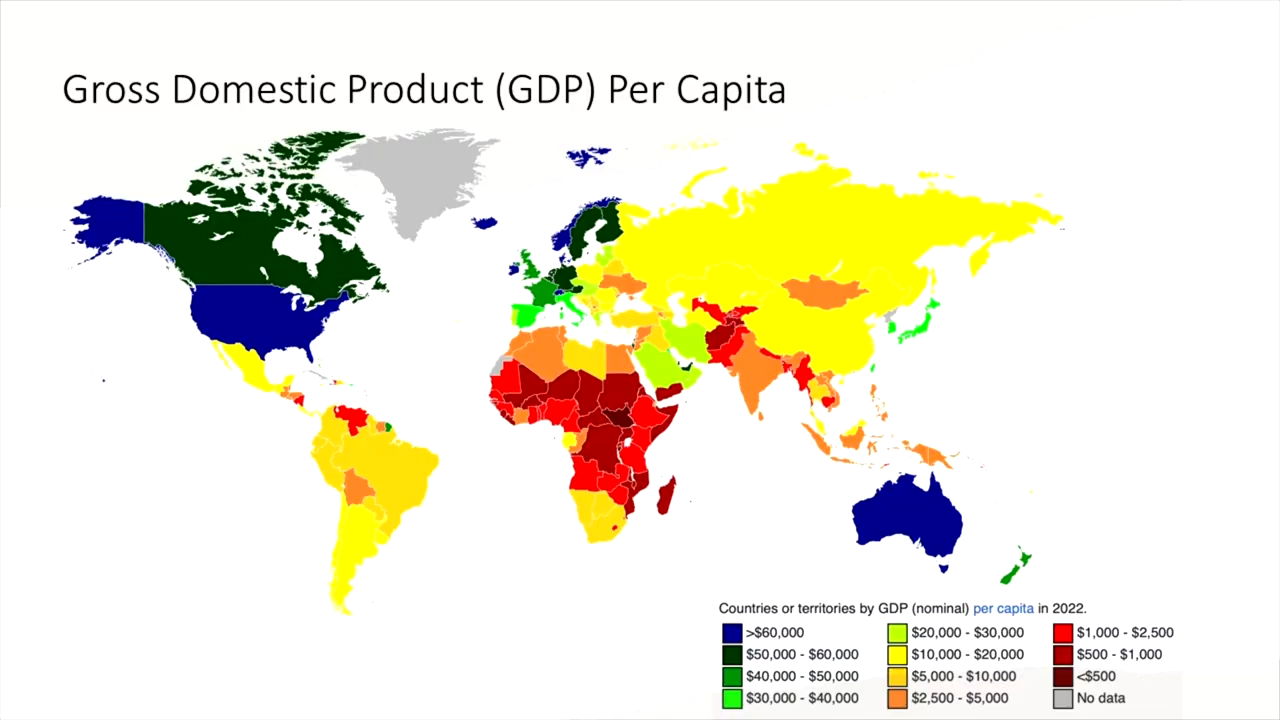 Gross Domestic Product (GDP) Per Capita
Countries or territories by GDP (nominal) per capita in 2022.
>$60,000
$50,000 - $60,000
$40,000 - $50,000
$30,000 - $40,000
$20,000 - $30,000
$10,000 - $20,000
$5,000 - $10,000
$2,500 - $5,000
$1,000 - $2,500
$500 - $1,000
<$500
No data